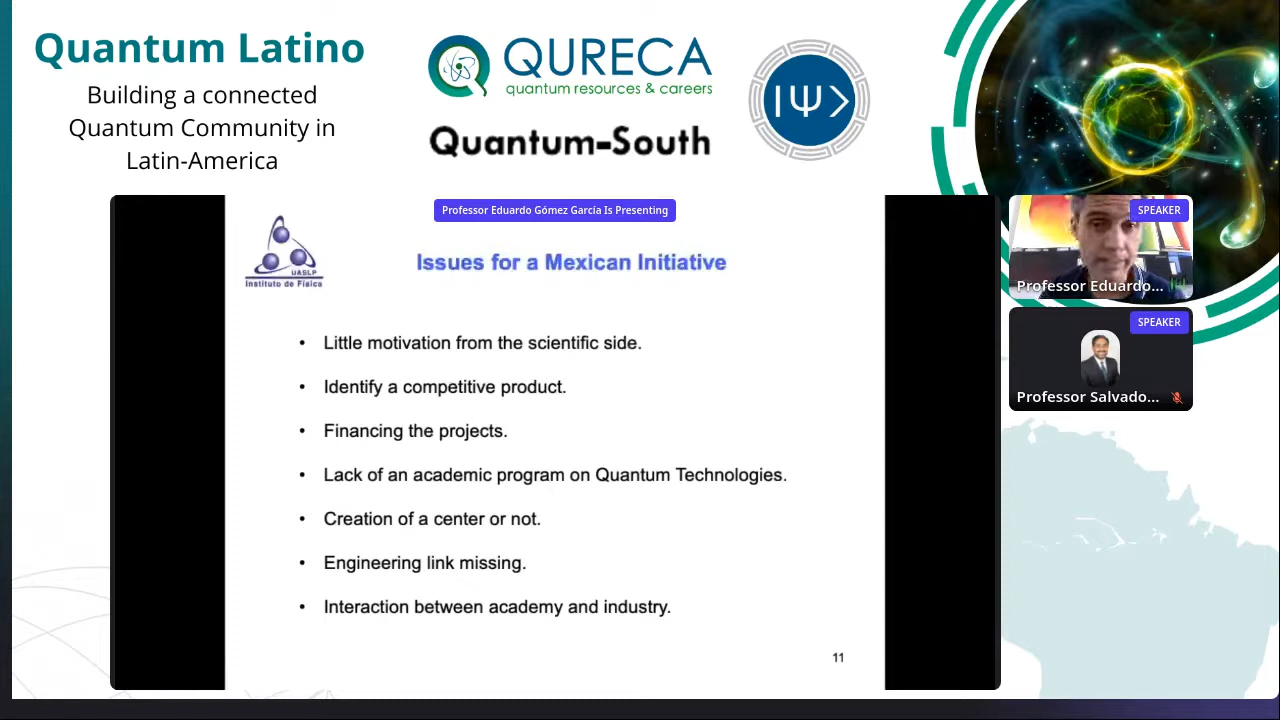 Quantum Latino
Building a connected
Quantum Community in
Latin-America
QURECA
quantum resources & careers
Quantum-South
|Ψ>
Professor Eduardo Gómez García Is Presenting
UASLP
Instituto de Física
Issues for a Mexican Initiative
• Little motivation from the scientific side.
• Identify a competitive product.
• Financing the projects.
• Lack of an academic program on Quantum Technologies.
• Creation of a center or not.
• Engineering link missing.
• Interaction between academy and industry.
11
SPEAKER
Professor Eduardo...
SPEAKER
Professor Salvado...